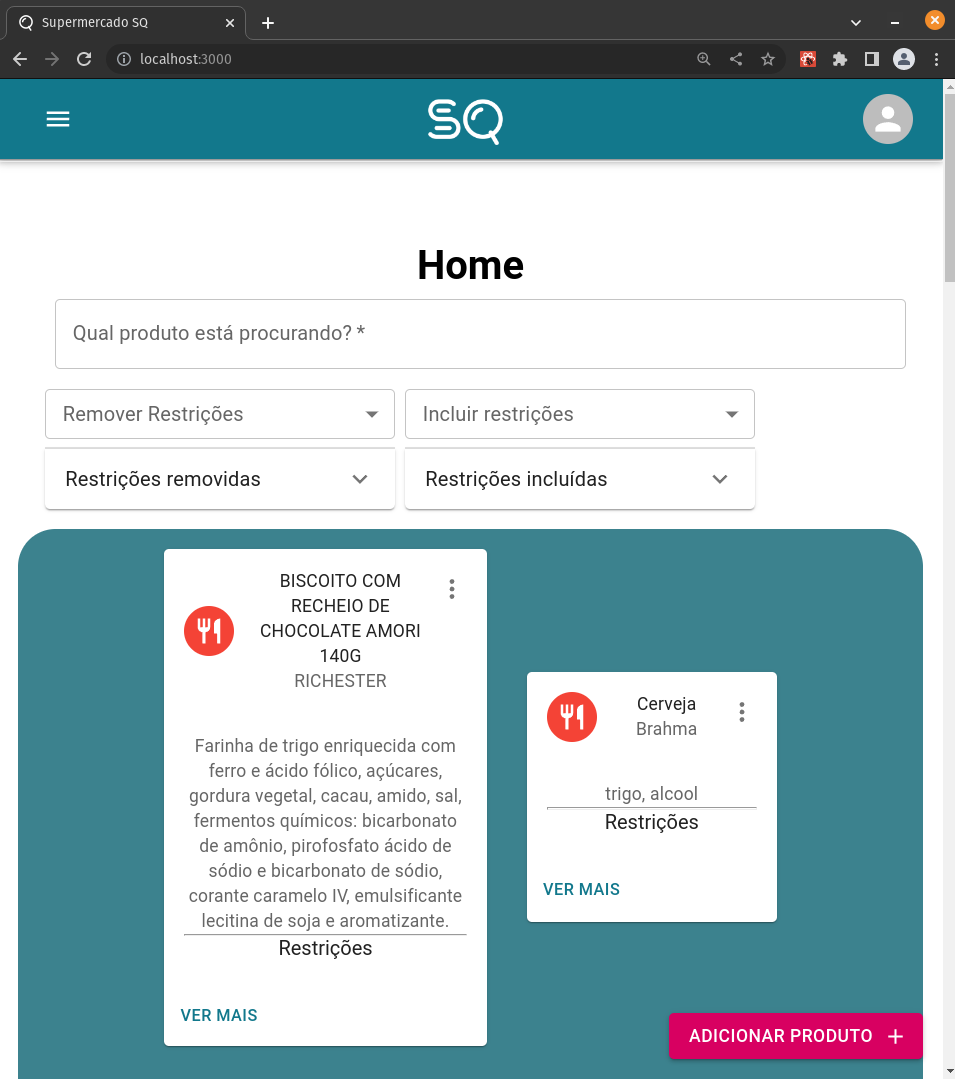 Supermercado SQ
localhost:3000
SQ
Home
Qual produto está procurando? *
Remover Restrições
Incluir restrições
Restrições removidas
Restrições incluídas
BISCOITO COM
RECHEIO DE
CHOCOLATE AMORI
140G
RICHESTER
Farinha de trigo enriquecida com
ferro e ácido fólico, açúcares,
gordura vegetal, cacau, amido, sal,
fermentos químicos: bicarbonato
de amônio, pirofosfato ácido de
sódio e bicarbonato de sódio,
corante caramelo IV, emulsificante
lecitina de soja e aromatizante.
Restrições
VER MAIS
Cerveja
Brahma
trigo, alcool
Restrições
VER MAIS
ADICIONAR PRODUTO